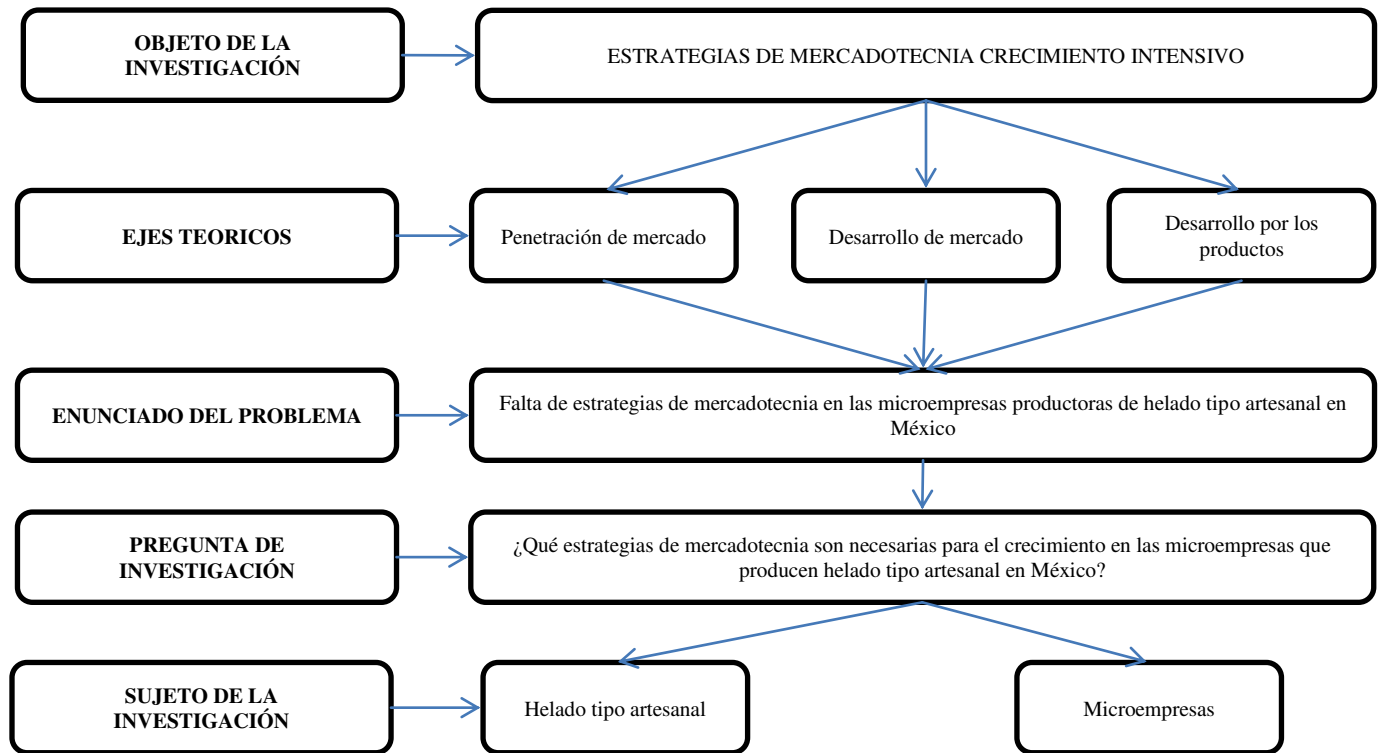 OBJETO DE LA
INVESTIGACIÓN
ESTRATEGIAS DE MERCADOTECNIA CRECIMIENTO INTENSIVO
EJES TEORICOS
Penetración de mercado
Desarrollo de mercado
Desarrollo por los
productos
ENUNCIADO DEL PROBLEMA
Falta de estrategias de mercadotecnia en las microempresas productoras de helado tipo artesanal en
México
PREGUNTA DE
INVESTIGACIÓN
¿Qué estrategias de mercadotecnia son necesarias para el crecimiento en las microempresas que
producen helado tipo artesanal en México?
SUJETO DE LA
INVESTIGACIÓN
Helado tipo artesanal
Microempresas